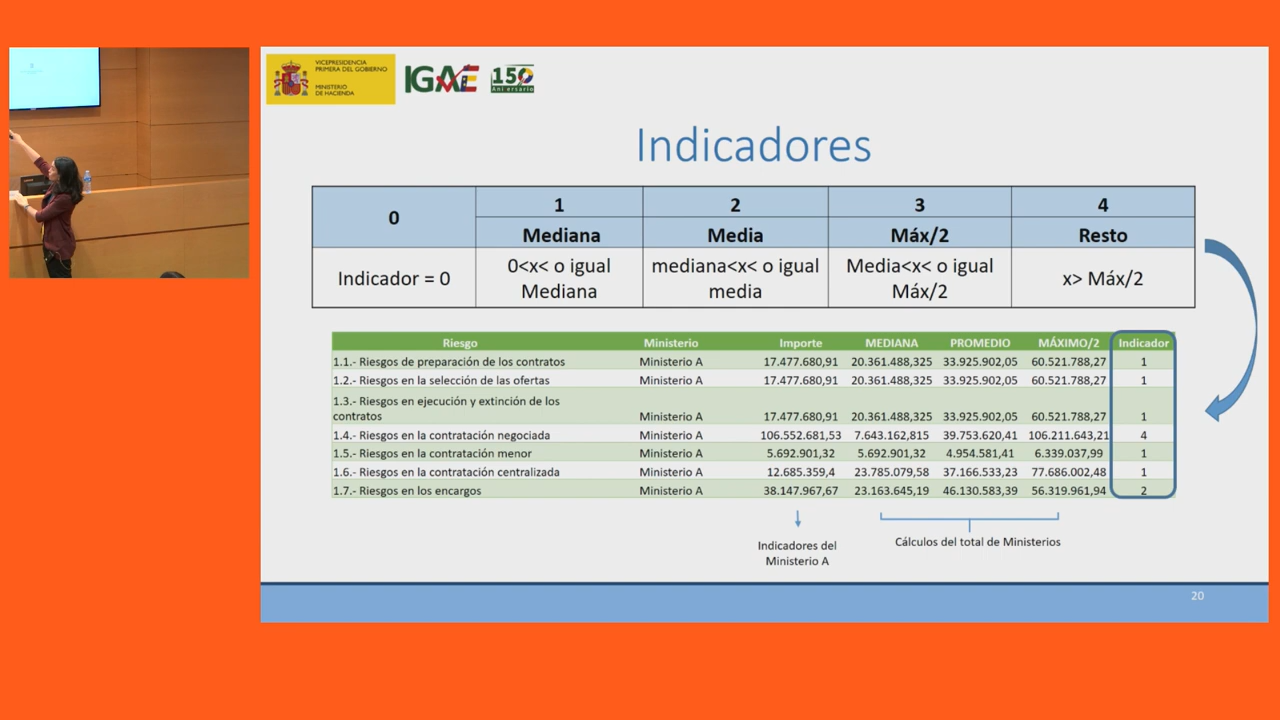 VICEPRESIDENCIA
PRIMERA DEL GOBIERNO
MINISTERIO
DE HACIENDA
IGAE
150
Aniversario
Indicadores
0 1 2 3 4
Mediana Media Máx/2 Resto
Indicador = 0 0<x< o igual Mediana mediana<x< o igual media Media<x< o igual Máx/2 x> Máx/2
Riesgo Ministerio Importe MEDIANA PROMEDIO MÁXIMO/2 Indicador
1.1.- Riesgos de preparación de los contratos Ministerio A 17.477.680,91 20.361.488,325 33.925.902,05 60.521.788,27 1
1.2.- Riesgos en la selección de las ofertas Ministerio A 17.477.680,91 20.361.488,325 33.925.902,05 60.521.788,27 1
1.3.- Riesgos en ejecución y extinción de los
contratos Ministerio A 17.477.680,91 20.361.488,325 33.925.902,05 60.521.788,27 1
1.4.- Riesgos en la contratación negociada Ministerio A 106.552.681,53 7.643.162,815 39.753.620,41 106.211.643,21 4
1.5.- Riesgos en la contratación menor Ministerio A 5.692.901,32 5.692.901,32 4.954.581,41 6.339.037,99 1
1.6.- Riesgos en la contratación centralizada Ministerio A 12.685.359,4 23.785.079,58 37.166.533,23 77.686.002,48 1
1.7.- Riesgos en los encargos Ministerio A 38.147.967,67 23.163.645,19 46.130.583,39 56.319.961,94 2
Indicadores del
Ministerio A
Cálculos del total de Ministerios
20